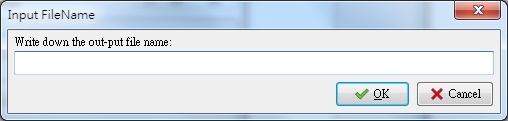 Input FileName
Write down the out-put file name:
OK
Cancel